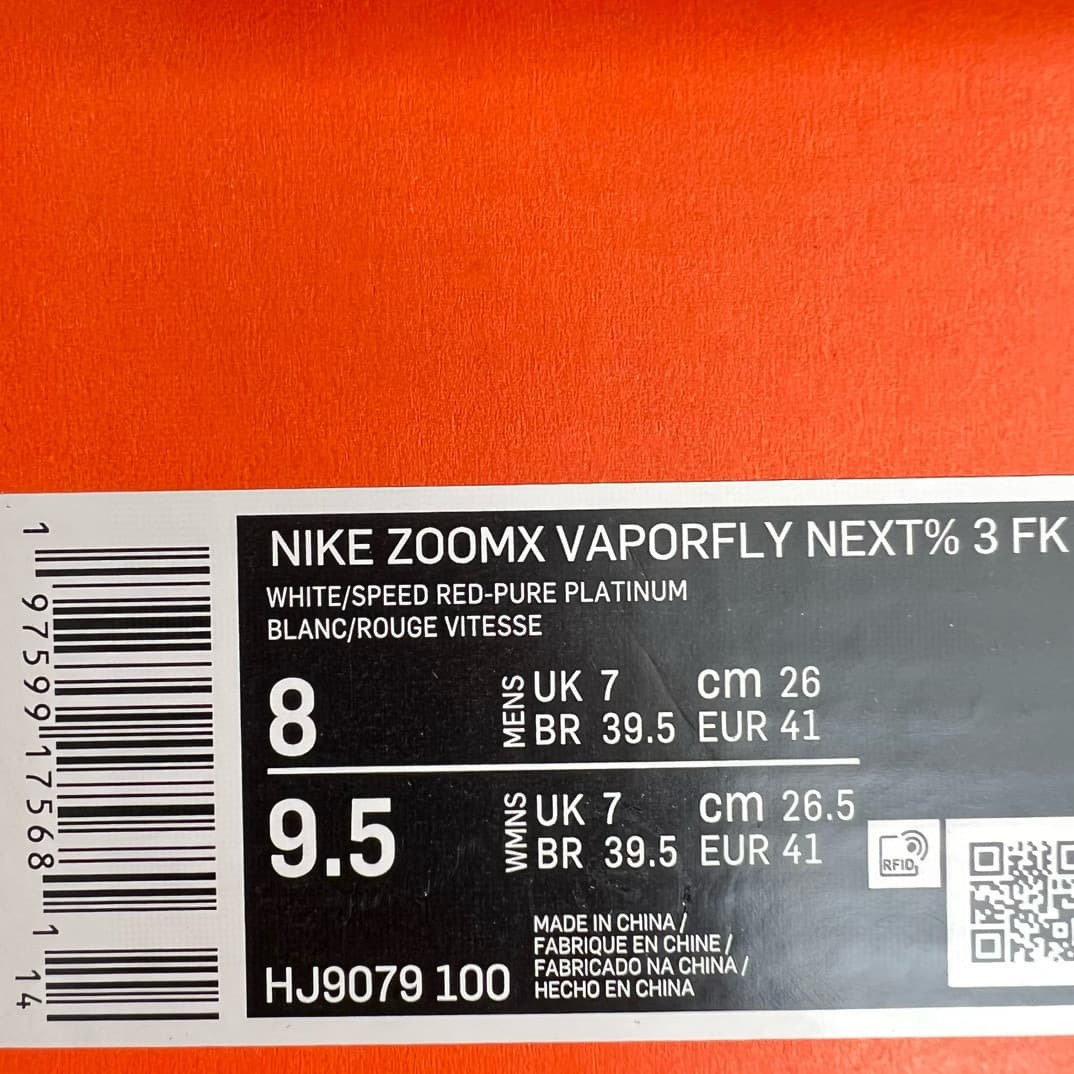 NIKE ZOOMX VAPORFLY NEXT% 3 FK
WHITE/SPEED RED-PURE PLATINUM
BLANC/ROUGE VITESSE
8
MENS
UK 7 cm 26
BR 39.5 EUR 41
9.5
WMNS
UK 7 cm 26.5
BR 39.5 EUR 41
RFID
MADE IN CHINA /
FABRIQUE EN CHINE /
FABRICADO NA CHINA /
HECHO EN CHINA
HJ9079 100
1 97599 17568 1 14